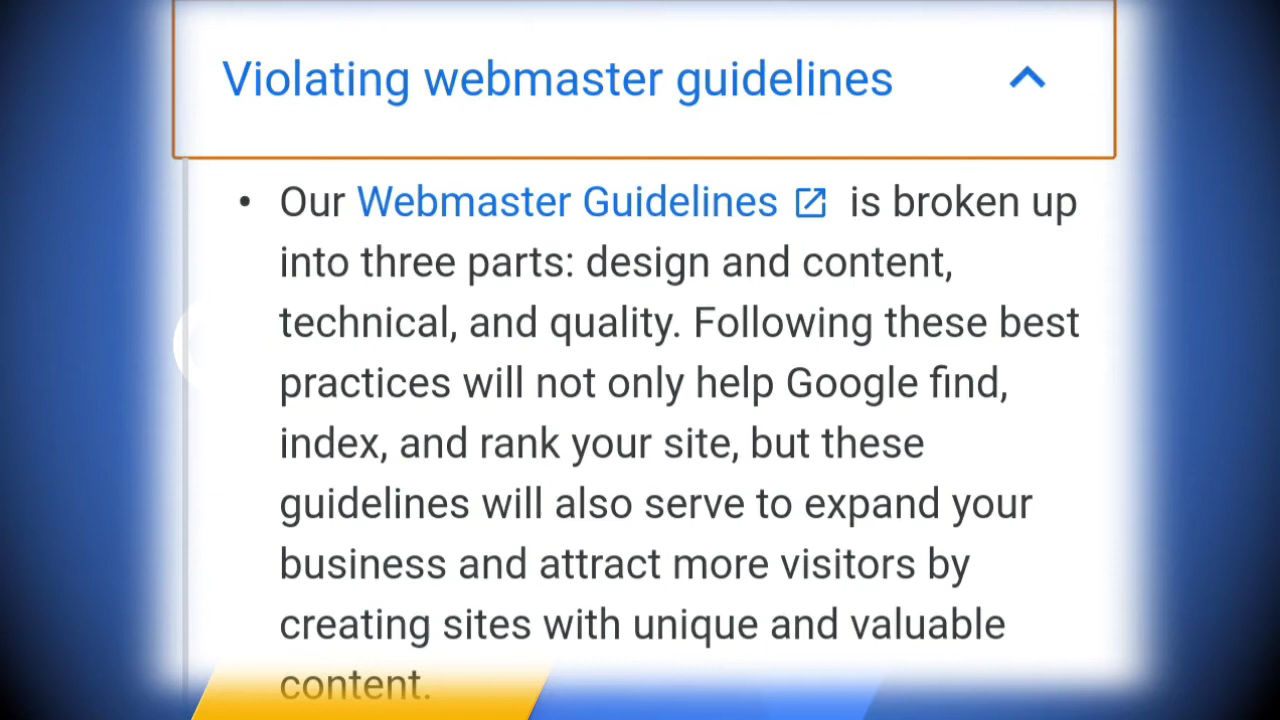 Violating webmaster guidelines
• Our Webmaster Guidelines is broken up
into three parts: design and content,
technical, and quality. Following these best
practices will not only help Google find,
index, and rank your site, but these
guidelines will also serve to expand your
business and attract more visitors by
creating sites with unique and valuable
content.